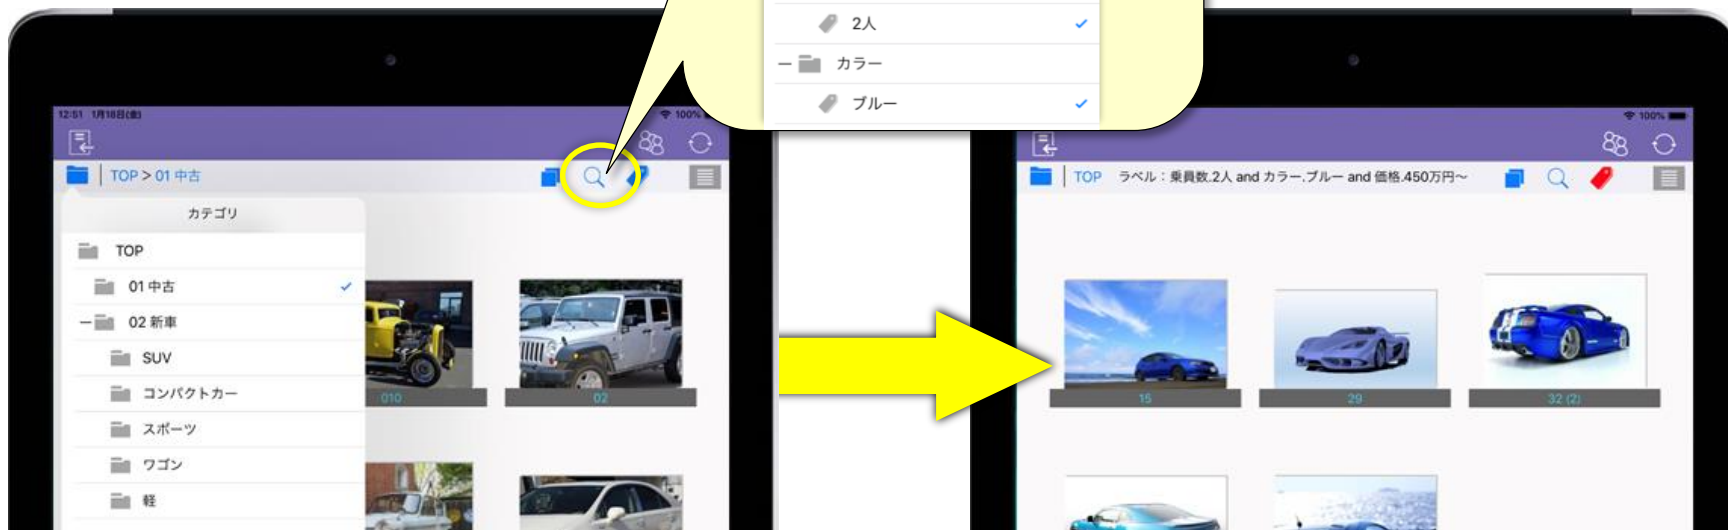 2人
カラー
ブルー
12:51 1月18日(金)
100%
TOP > 01 中古
カテゴリ
TOP
01 中古
02 新車
SUV
コンパクトカー
スポーツ
ワゴン
軽
010
02
100%
TOP ラベル：乗員数.2人 and カラー.ブルー and 価格.450万円～
15
29
32 (2)